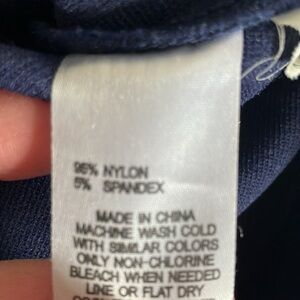 5% SPANDEX
MADE IN CHINA
MACHINE WASH COLD
WITH SIMILAR COLORS
ONLY NON-CHLORINE
BLEACH WHEN NEEDED
LINE OR FLAT DRY
NYLON